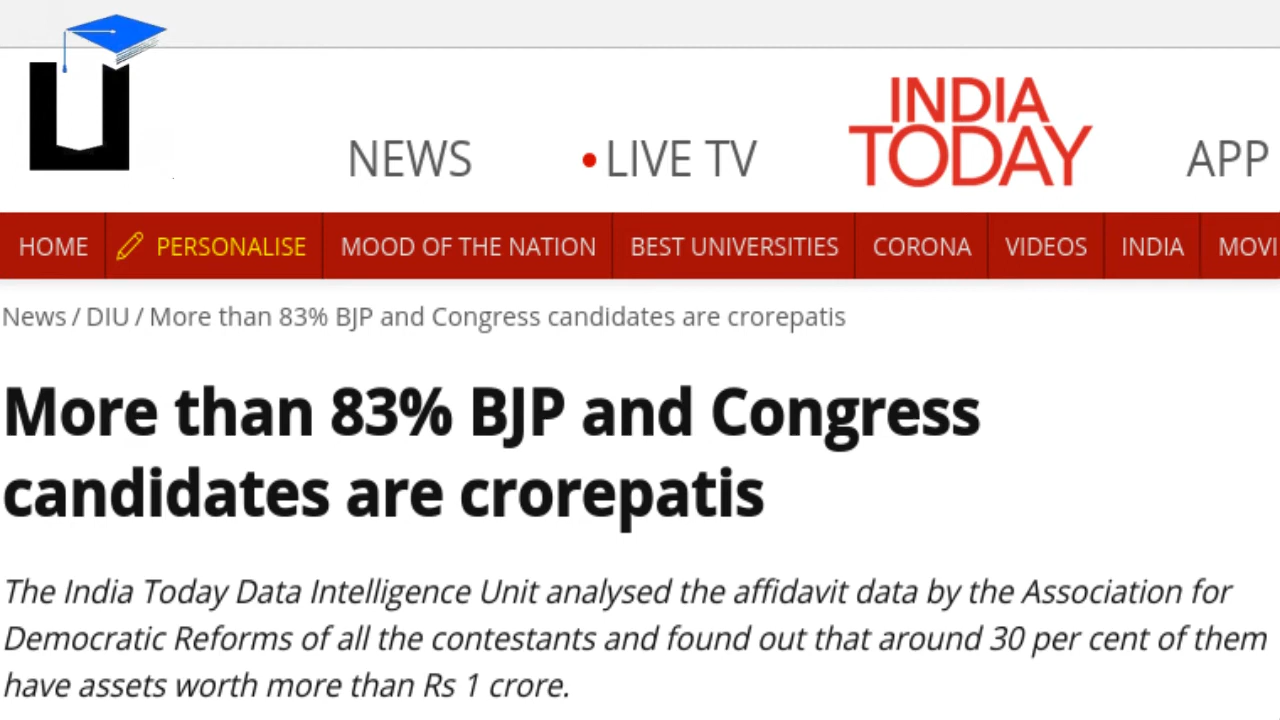 U
NEWS
LIVE TV
INDIA
TODAY
APP
HOME PERSONALISE MOOD OF THE NATION BEST UNIVERSITIES CORONA VIDEOS INDIA MOVI
News / DIU / More than 83% BJP and Congress candidates are crorepatis
More than 83% BJP and Congress
candidates are crorepatis
The India Today Data Intelligence Unit analysed the affidavit data by the Association for
Democratic Reforms of all the contestants and found out that around 30 per cent of them
have assets worth more than Rs 1 crore.